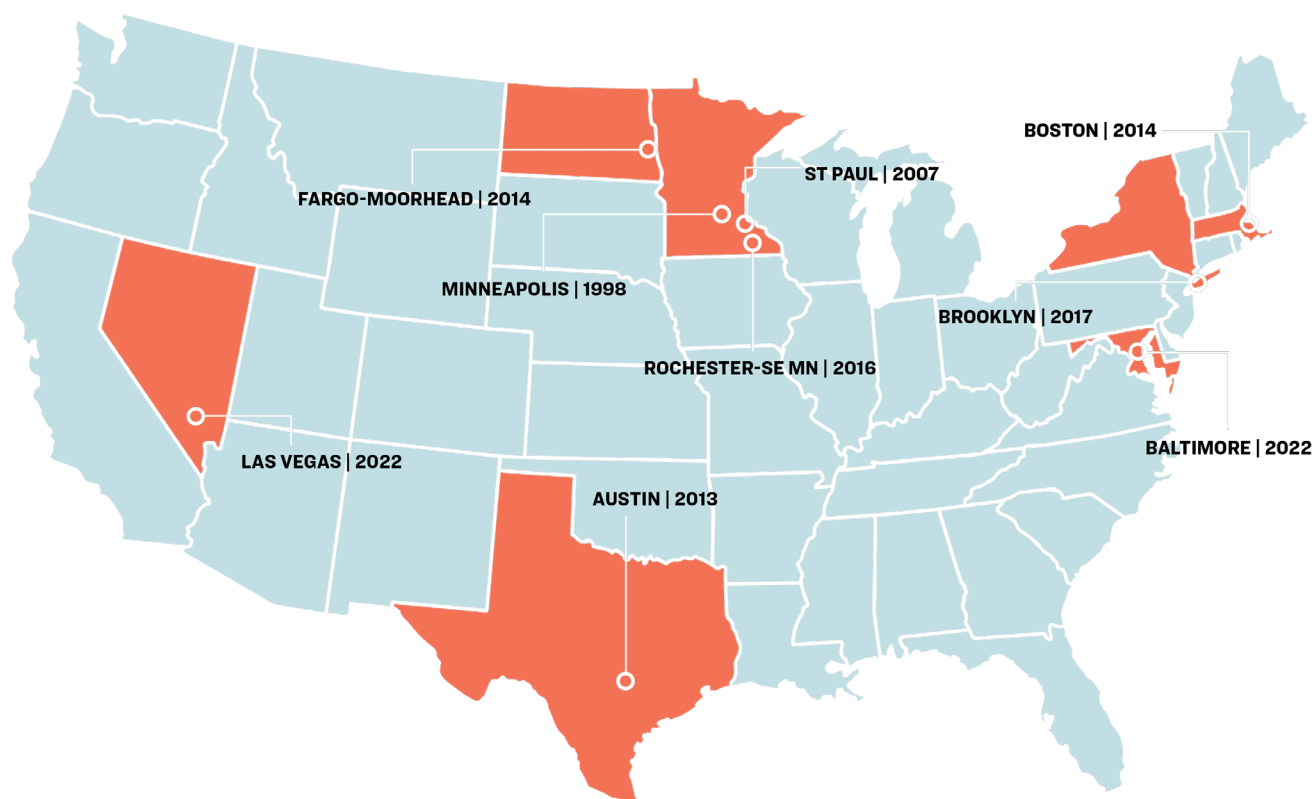 BOSTON | 2014
ST PAUL | 2007
FARGO-MOORHEAD | 2014
MINNEAPOLIS | 1998
BROOKLYN | 2017
ROCHESTER-SE MN | 2016
BALTIMORE | 2022
LAS VEGAS | 2022
AUSTIN | 2013